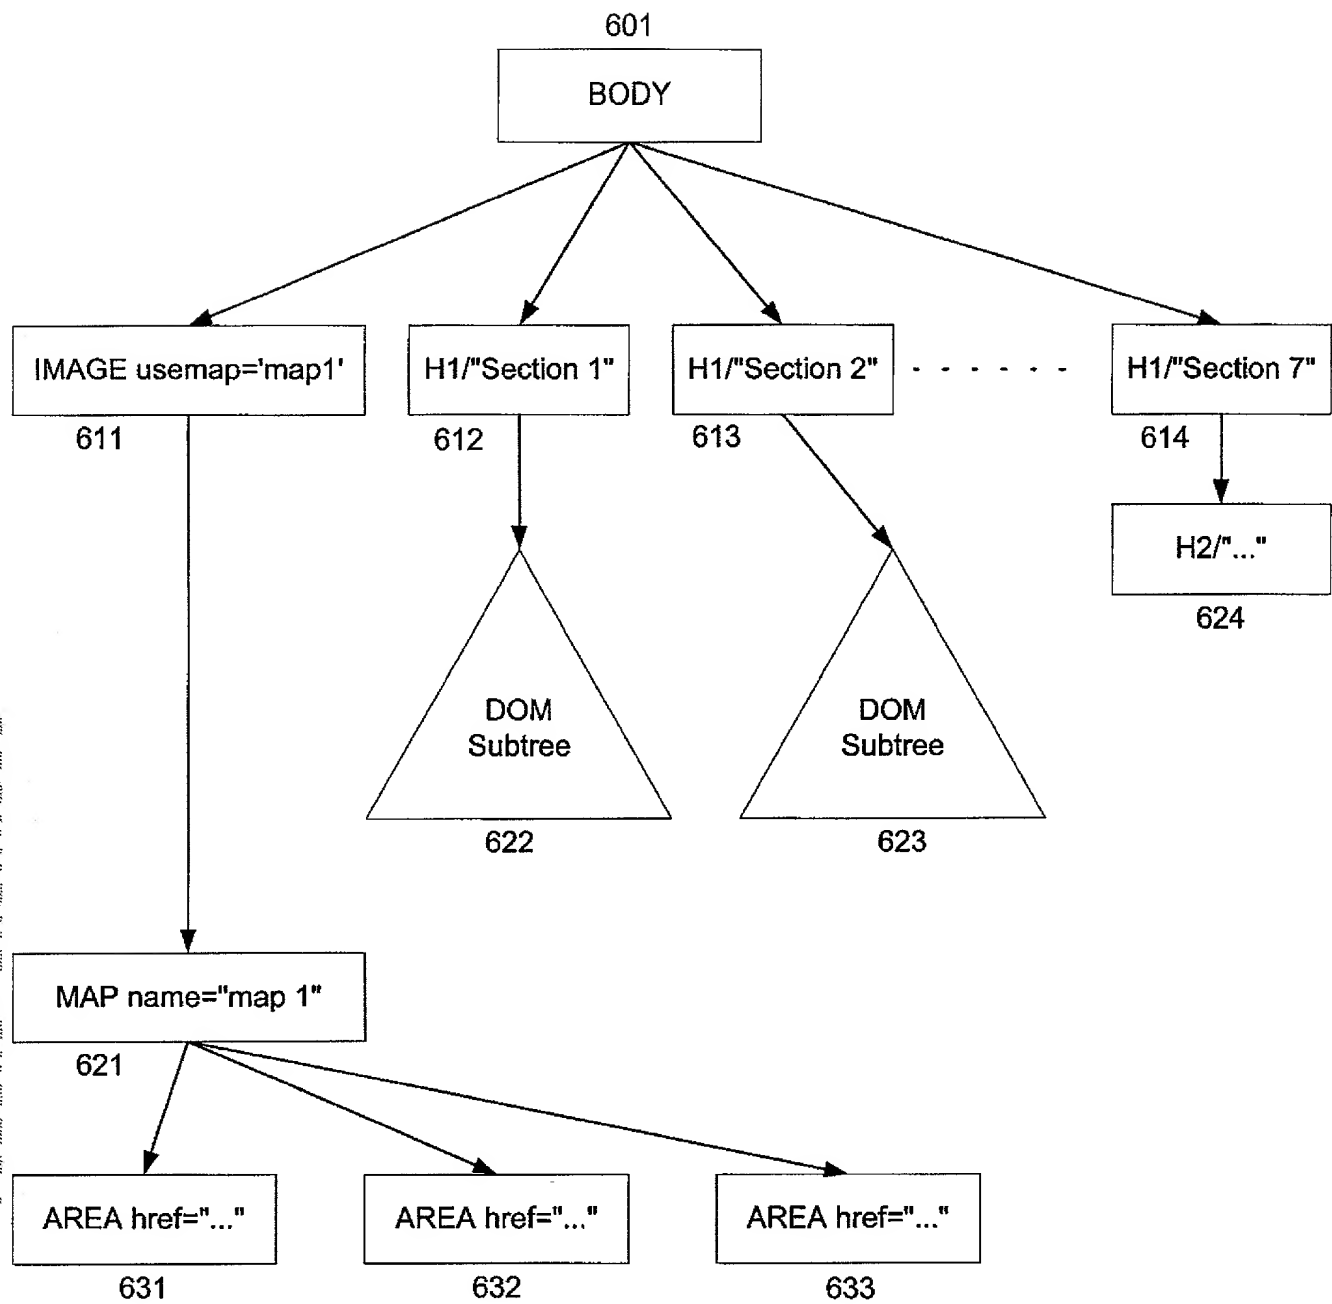 601
BODY
IMAGE usemap='map1'
H1/"Section 1"
H1/"Section 2"
H1/"Section 7"
611
612
613
614
H2/"..."
624
DOM
Subtree
DOM
Subtree
622
623
MAP name="map 1"
621
AREA href="..."
AREA href="..."
AREA href="..."
631
632
633